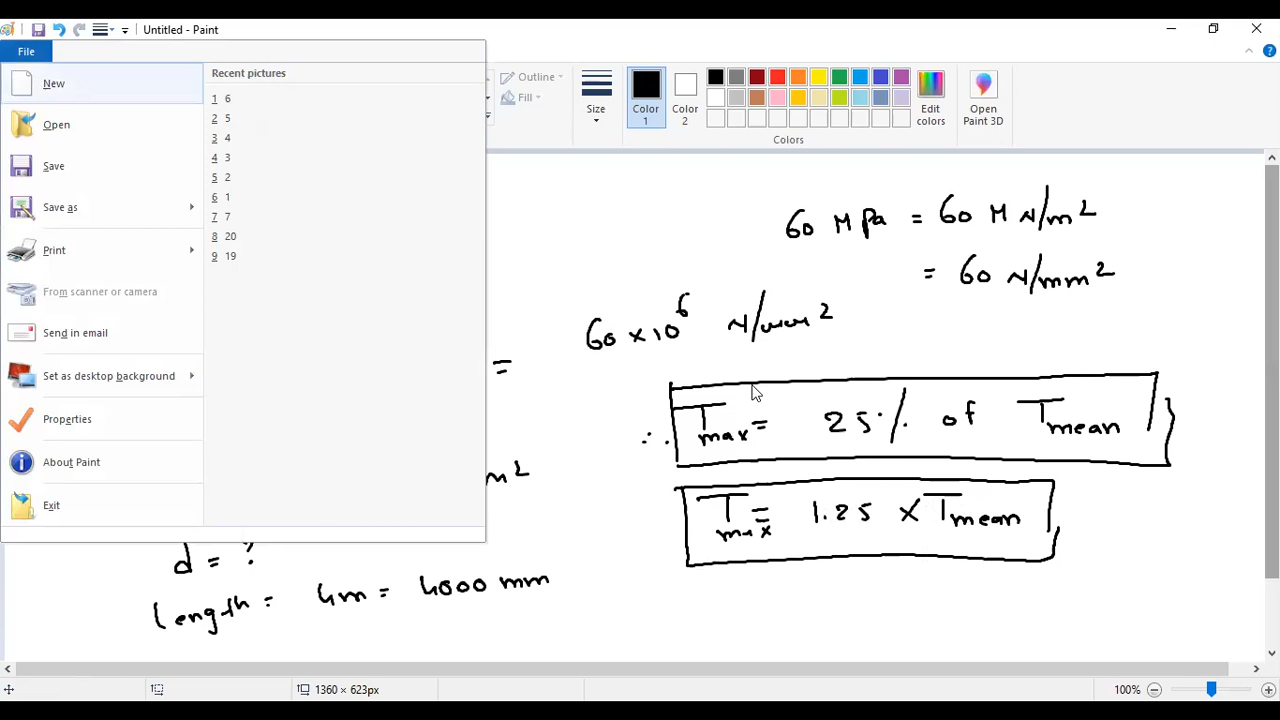 Untitled - Paint
File
New
Open
Save
Save as
Print
From scanner or camera
Send in email
Set as desktop background
Properties
About Paint
Exit
Recent pictures
1 6
2 5
3 4
4 3
5 2
6 1
7 7
8 20
9 19
Outline
Fill
Size
Color 1
Color 2
Edit colors
Open Paint 3D
Colors
60 MPa = 60 M N/m²
= 60 N/mm²
60 × 10⁶ N/mm²
=
∴ Tmax = 25% of Tmean
m²
Tmax = 1.25 × Tmean
d = ?
length = 4m = 4000 mm
1360 × 623px
100%